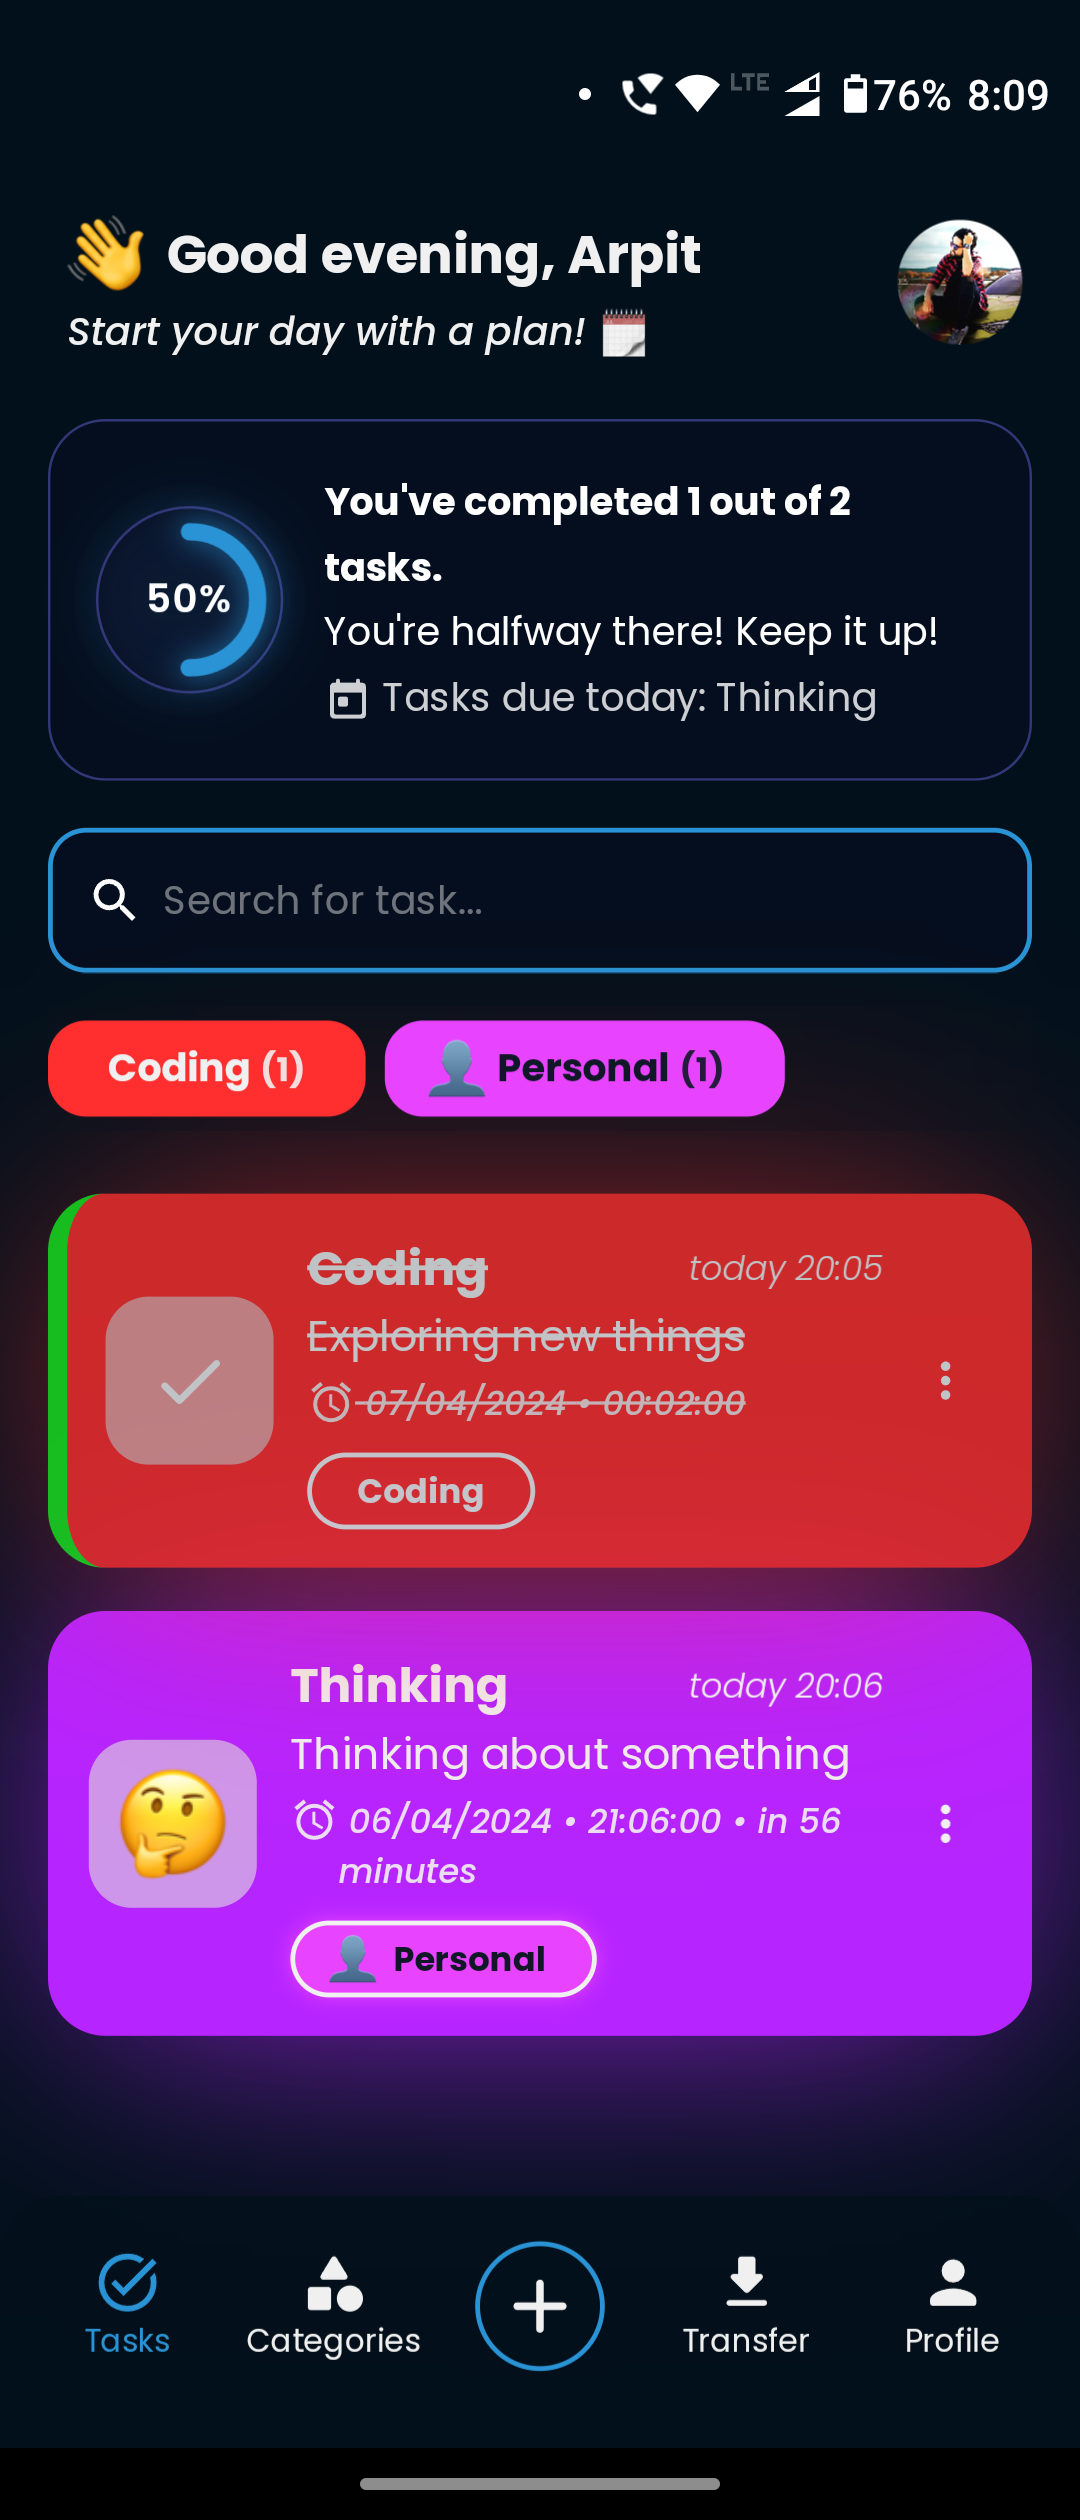 LTE 76% 8:09
Good evening, Arpit
Start your day with a plan!
You've completed 1 out of 2
tasks.
50%
You're halfway there! Keep it up!
Tasks due today: Thinking
Search for task...
Coding (1) Personal (1)
Coding today 20:05
Exploring new things
07/04/2024 • 00:02:00
Coding
Thinking today 20:06
Thinking about something
06/04/2024 • 21:06:00 • in 56
minutes
Personal
Tasks Categories Transfer Profile